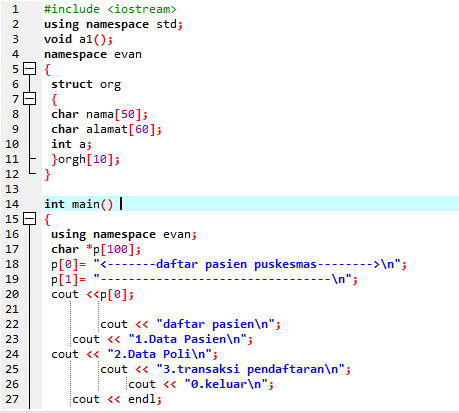 1 #include <iostream>
2 using namespace std;
3 void a1();
4 namespace evan
5 {
6 struct org
7 {
8 char nama[50];
9 char alamat[60];
10 int a;
11 }orgh[10];
12 }
13
14 int main()
15 {
16 using namespace evan;
17 char *p[100];
18 p[0]= "<-------daftar pasien puskesmas-------->\n";
19 p[1]= "---------------------------------\n";
20 cout <<p[0];
21
22 cout << "daftar pasien\n";
23 cout << "1.Data Pasien\n";
24 cout << "2.Data Poli\n";
25 cout << "3.transaksi pendaftaran\n";
26 cout << "0.keluar\n";
27 cout << endl;